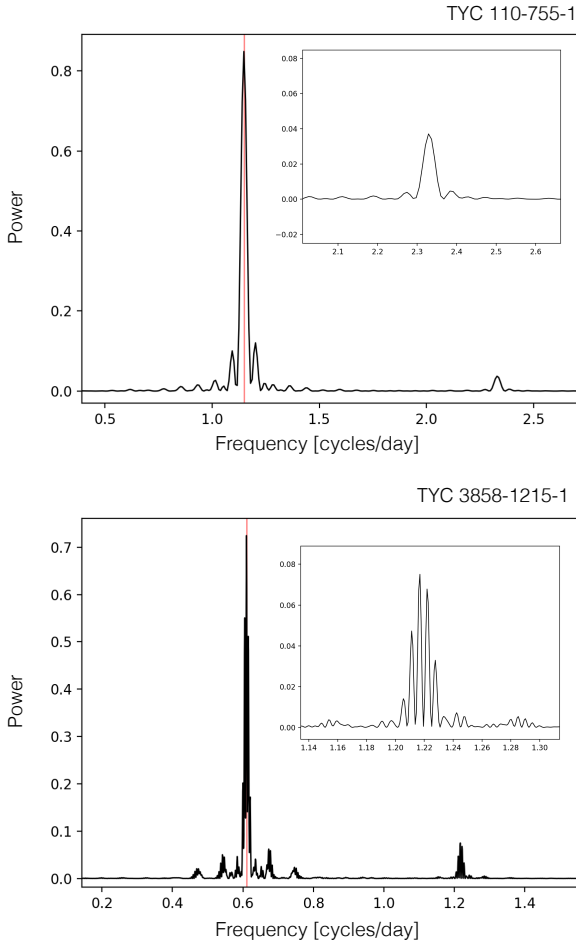 TYC 110-755-1
0.8
0.6
0.4
0.2
0.0
Power
0.08
0.06
0.04
0.02
0.00
−0.02
2.1 2.2 2.3 2.4 2.5 2.6
0.5 1.0 1.5 2.0 2.5
Frequency [cycles/day]
TYC 3858-1215-1
0.7
0.6
0.5
0.4
0.3
0.2
0.1
0.0
Power
0.08
0.06
0.04
0.02
0.00
1.14 1.16 1.18 1.20 1.22 1.24 1.26 1.28 1.30
0.2 0.4 0.6 0.8 1.0 1.2 1.4
Frequency [cycles/day]